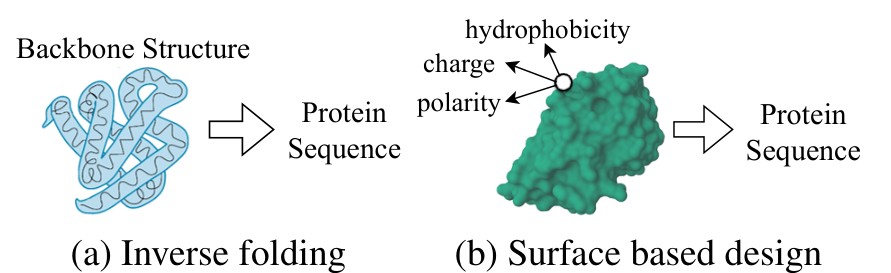 Backbone Structure
Protein
Sequence
(a) Inverse folding
hydrophobicity
charge
polarity
Protein
Sequence
(b) Surface based design